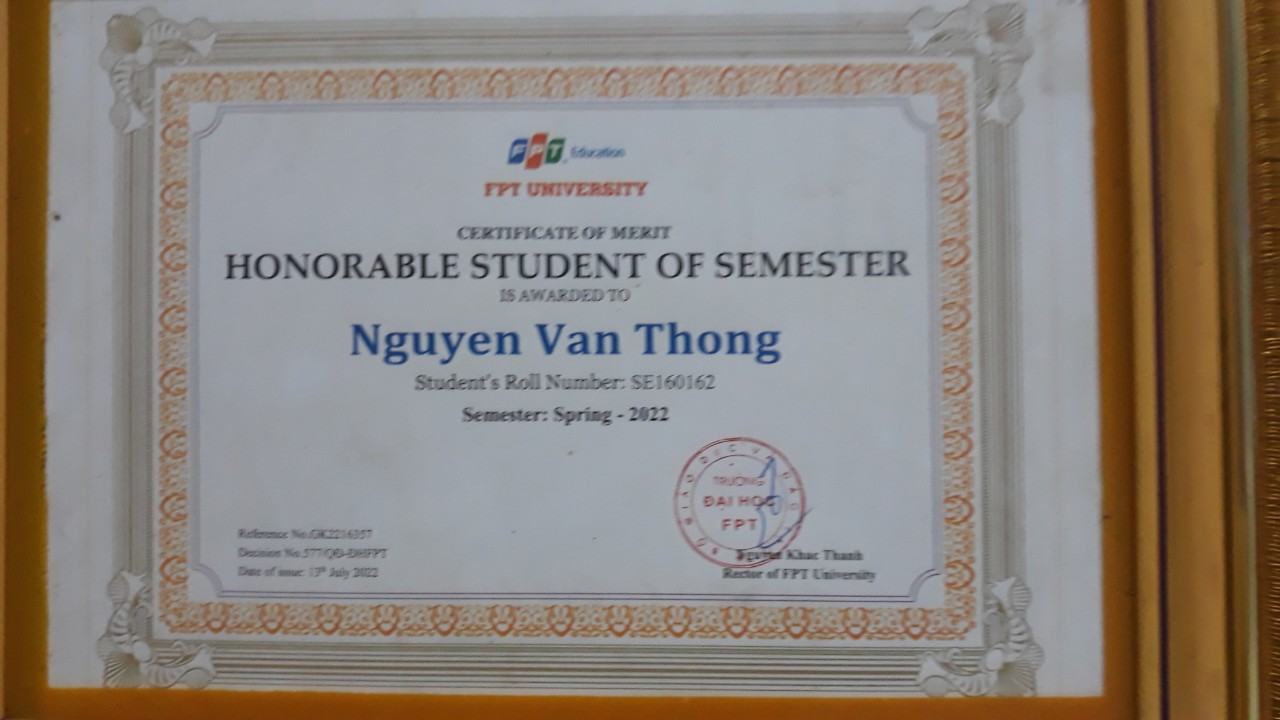 FPT Education
FPT UNIVERSITY
CERTIFICATE OF MERIT
HONORABLE STUDENT OF SEMESTER
IS AWARDED TO
Nguyen Van Thong
Student's Roll Number: SE160162
Semester: Spring - 2022
TRƯỜNG
ĐẠI HỌC
FPT
Reference No.GK2216357
Decision No.577/QĐ-ĐHFPT
Date of issue: 13th July 2022
Nguyen Khac Thanh
Rector of FPT University